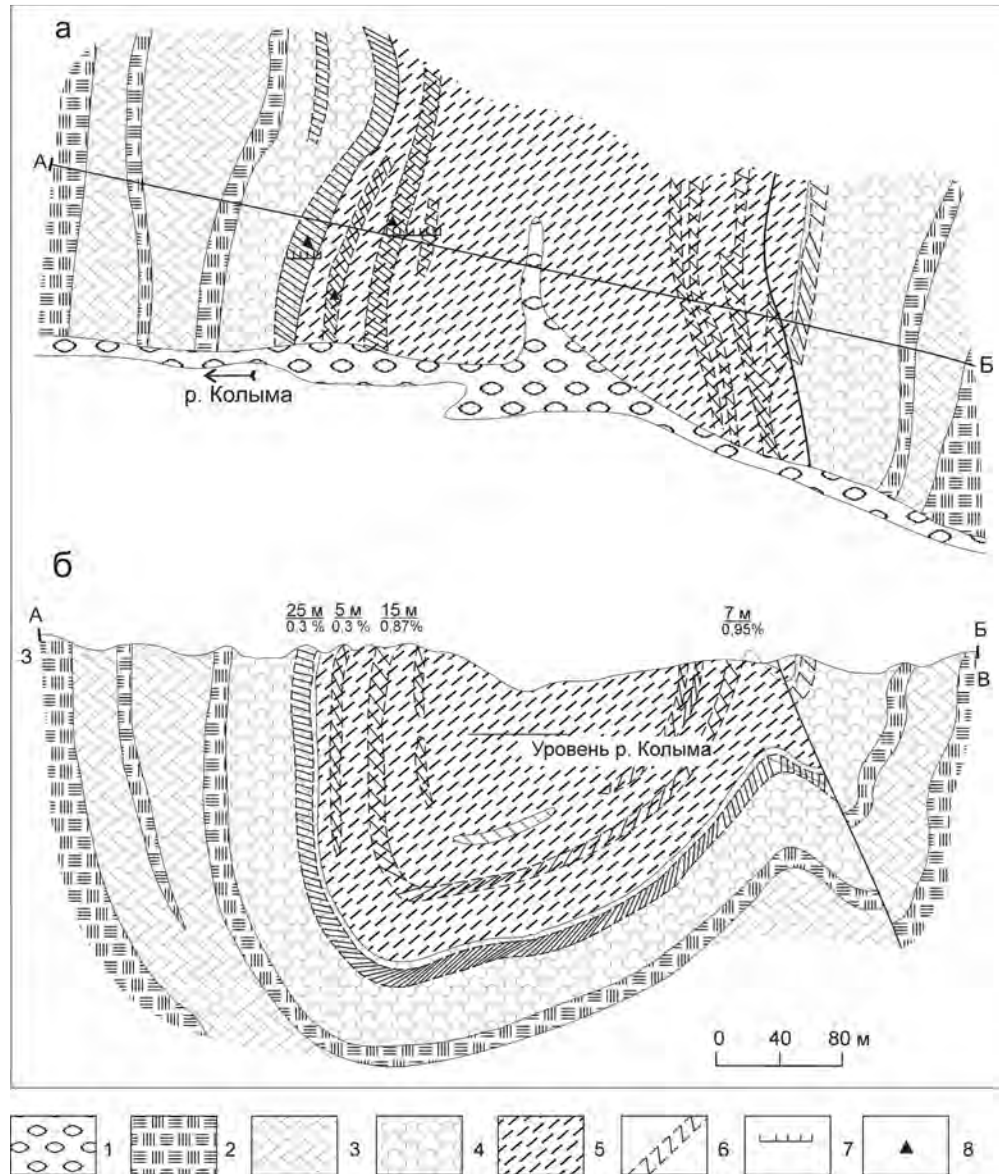 а
А
Б
р. Колыма
б
А
25 м 5 м 15 м 7 м
0,3 % 0,3 % 0,87% 0,95%
Б
З
В
Уровень р. Колыма
0 40 80 м
1 2 3 4 5 6 7 8